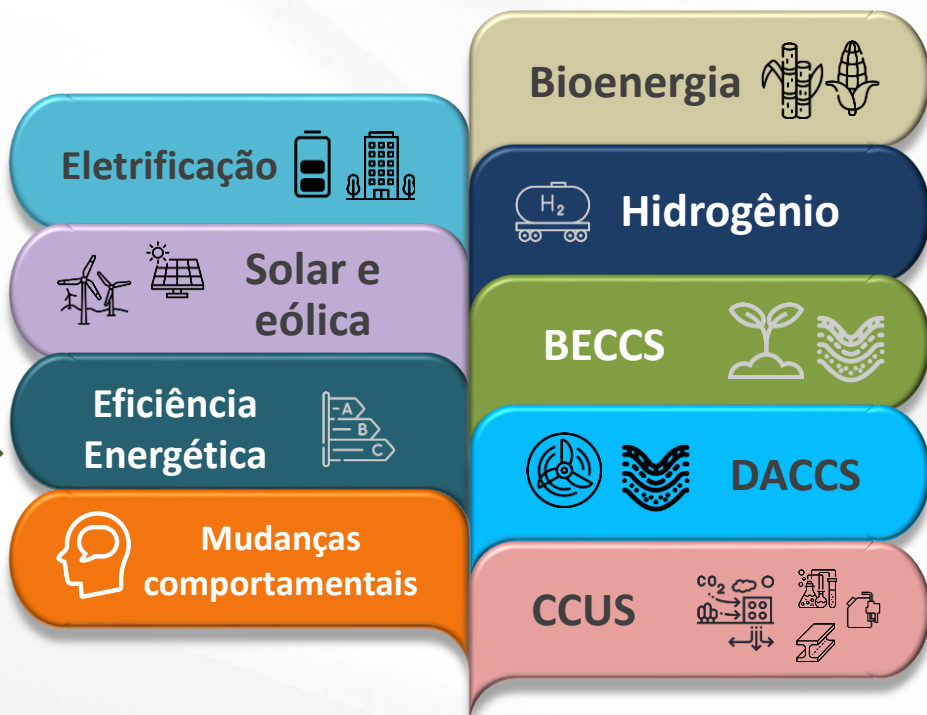 Eletrificação
Solar e
eólica
Eficiência
Energética
A
B
C
Mudanças
comportamentais
Bioenergia
H2
Hidrogênio
BECCS
DACCS
CCUS
CO2